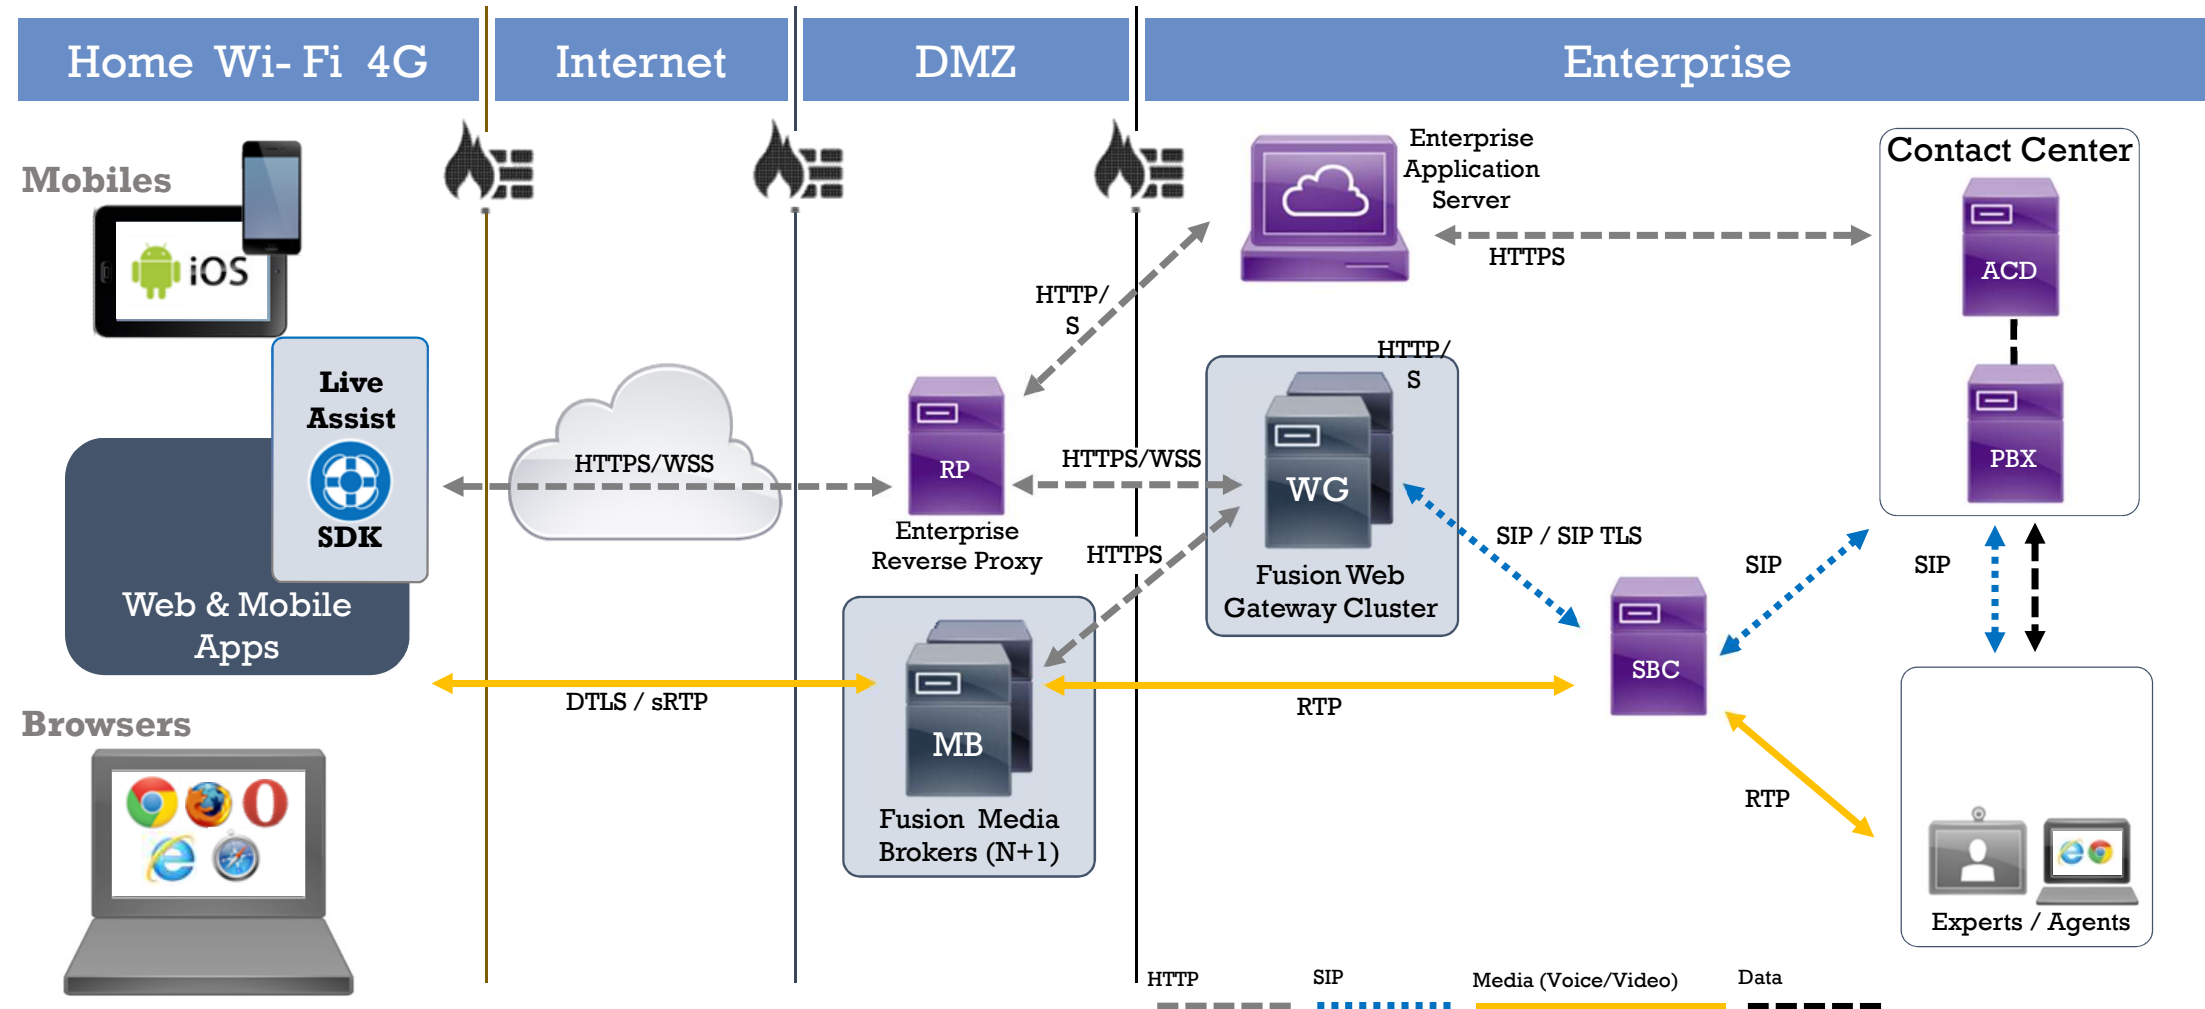 Home Wi- Fi 4G
Internet
DMZ
Enterprise
Mobiles
iOS
Live
Assist
SDK
Web & Mobile
Apps
Browsers
HTTPS/WSS
DTLS / sRTP
HTTP/
S
RP
Enterprise
Reverse Proxy
HTTPS/WSS
HTTPS
MB
Fusion Media
Brokers (N+1)
Enterprise
Application
Server
HTTPS
HTTP/
S
WG
Fusion Web
Gateway Cluster
SIP / SIP TLS
RTP
SBC
SIP
RTP
Contact Center
ACD
PBX
SIP
Experts / Agents
HTTP
SIP
Media (Voice/Video)
Data